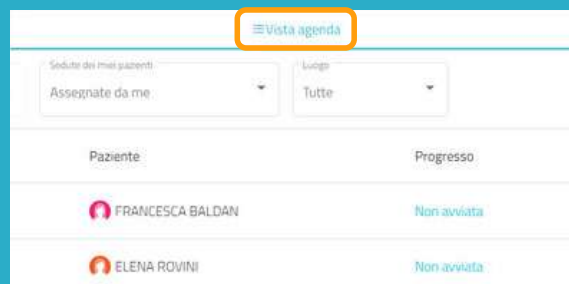 Vista agenda
Sedute dei miei pazienti
Luogo
Assegnate da me
Tutte
Paziente
Progresso
FRANCESCA BALDAN
Non avviata
ELENA ROVINI
Non avviata